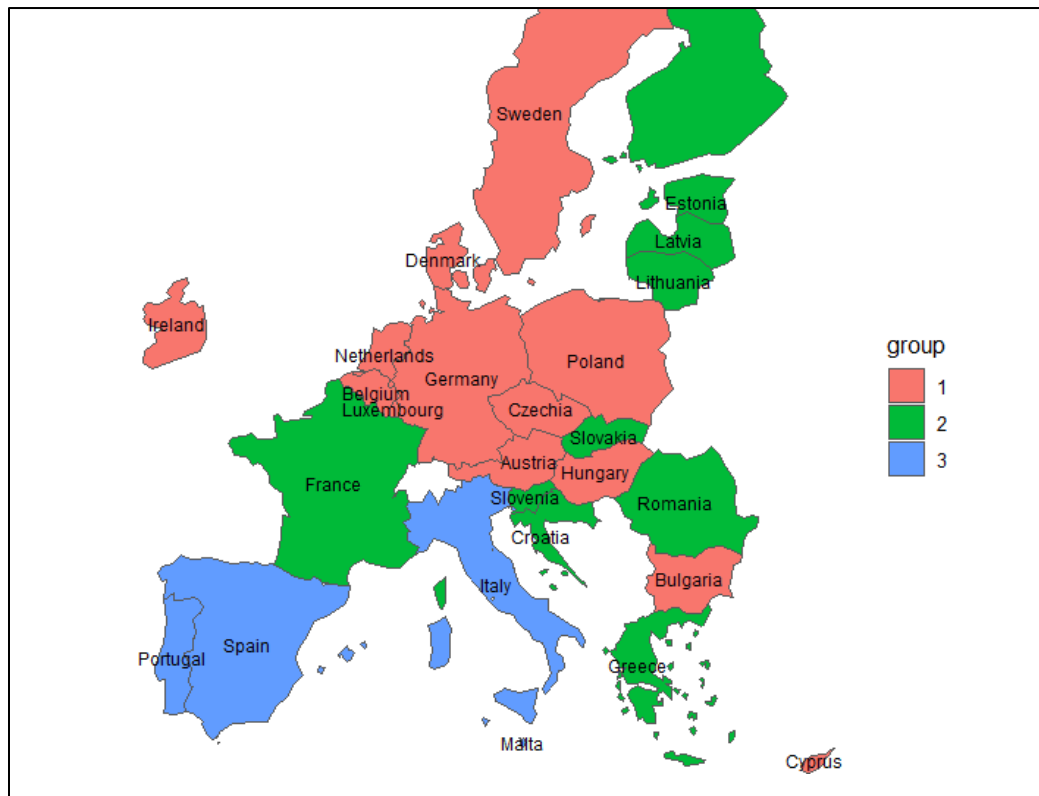 Sweden
Estonia
Latvia
Denmark
Lithuania
Ireland
Netherlands
Poland
Germany
Belgium
Luxembourg
Czechia
Slovakia
Austria
Hungary
France
Slovenia
Romania
Croatia
Bulgaria
Italy
Spain
Portugal
Greece
Malta
Cyprus
group
1
2
3